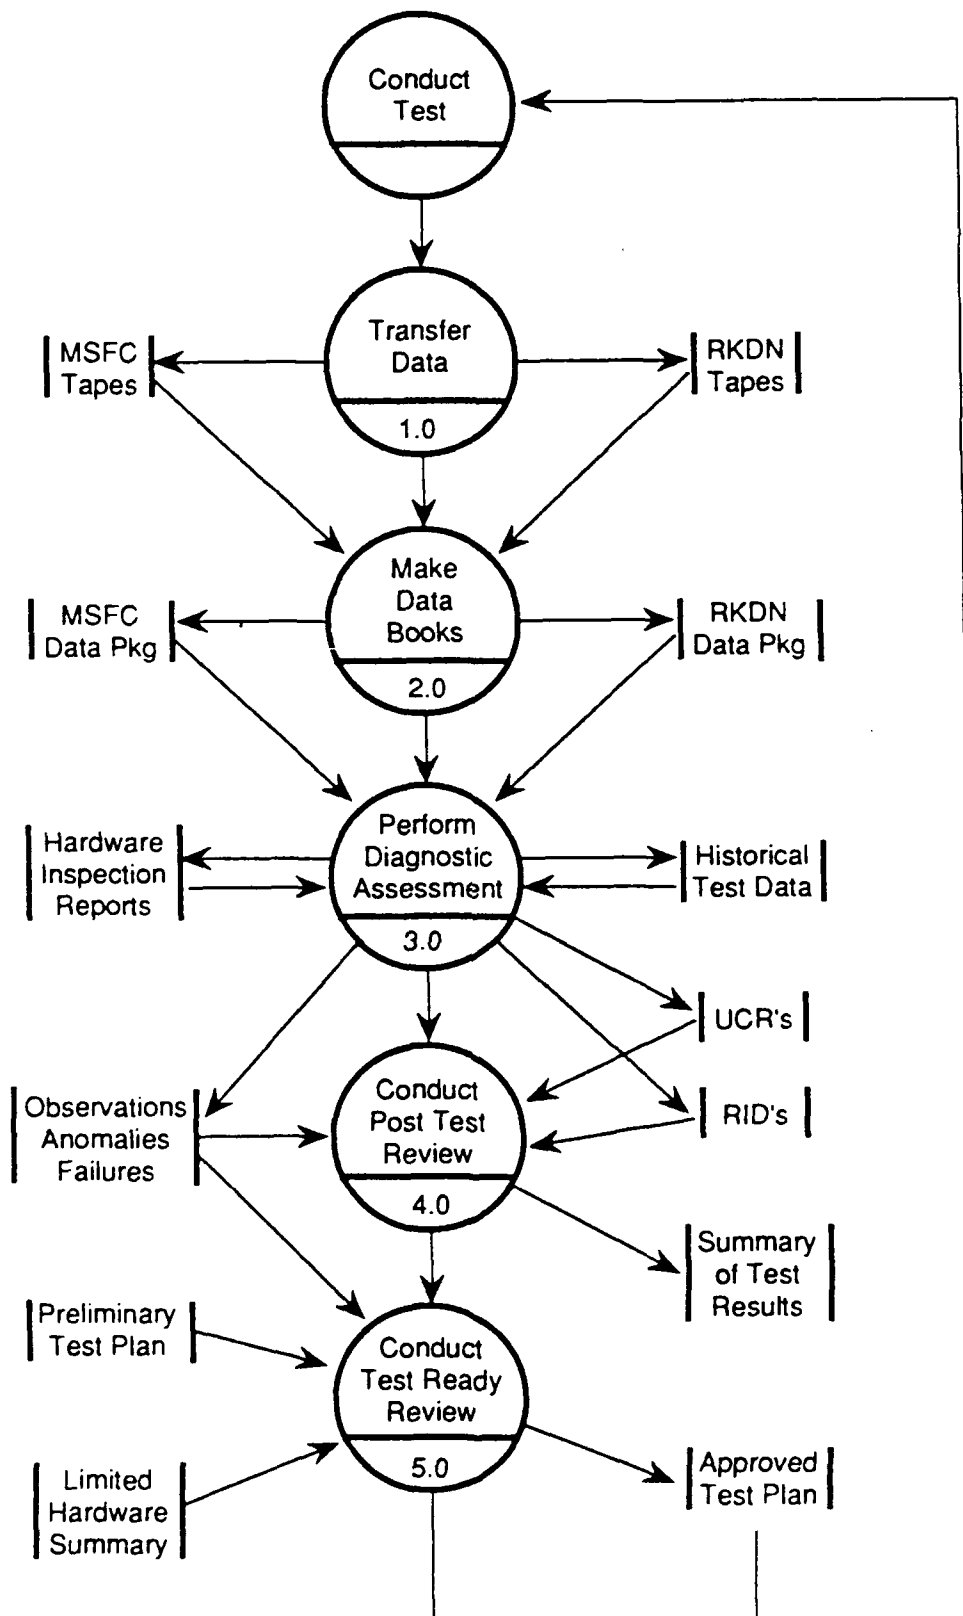 Conduct
Test
Transfer
Data
1.0
MSFC
Tapes
RKDN
Tapes
Make
Data
Books
2.0
MSFC
Data Pkg
RKDN
Data Pkg
Perform
Diagnostic
Assessment
3.0
Hardware
Inspection
Reports
Historical
Test Data
UCR's
Conduct
Post Test
Review
4.0
Observations
Anomalies
Failures
RID's
Summary
of Test
Results
Preliminary
Test Plan
Conduct
Test Ready
Review
5.0
Limited
Hardware
Summary
Approved
Test Plan